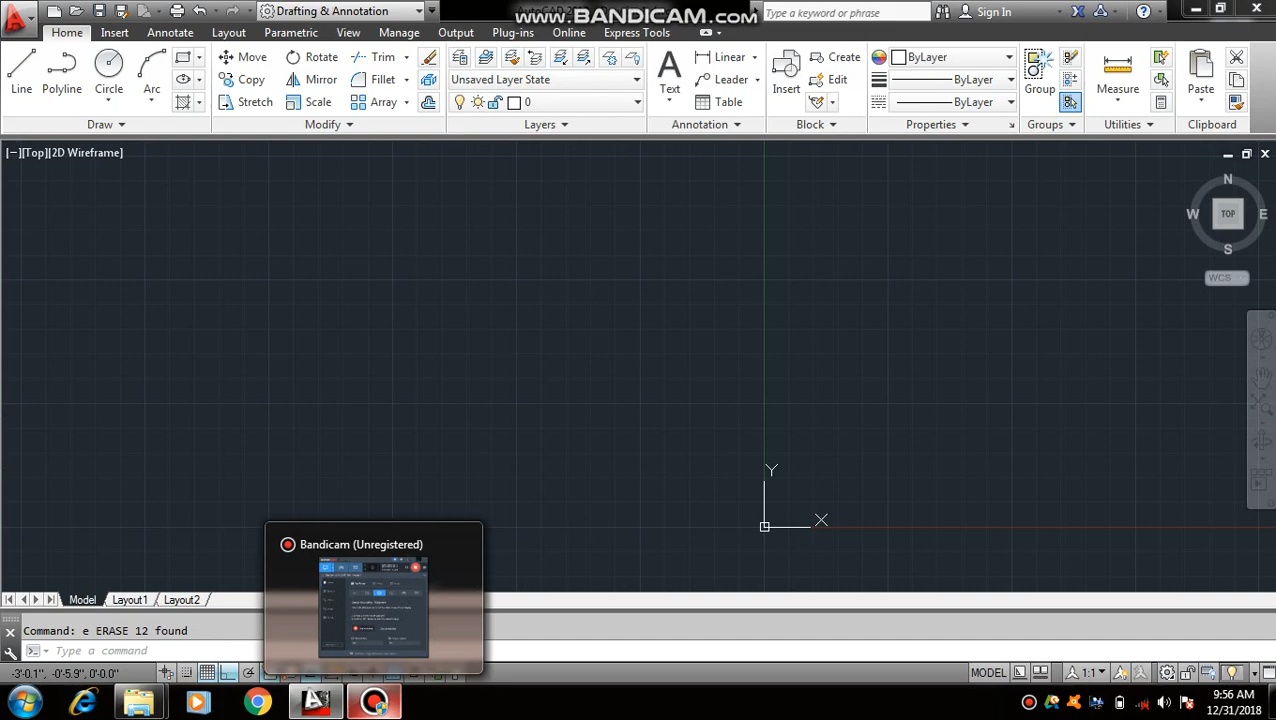 Drafting & Annotation
www.BANDICAM.com
Type a keyword or phrase
Sign In
Home Insert Annotate Layout Parametric View Manage Output Plug-ins Online Express Tools
Line Polyline Circle Arc
Move Rotate Trim
Copy Mirror Fillet
Stretch Scale Array
Unsaved Layer State
0
Text
Linear
Leader
Table
Insert
Create
Edit
ByLayer
ByLayer
ByLayer
Group
Measure
Paste
Draw Modify Layers Annotation Block Properties Groups Utilities Clipboard
[−][Top][2D Wireframe]
N
W TOP E
S
WCS
Y
X
Bandicam (Unregistered)
Model Layout1 Layout2
Command: e ERASE 12 found
Type a command
MODEL
1:1
9:56 AM
12/31/2018